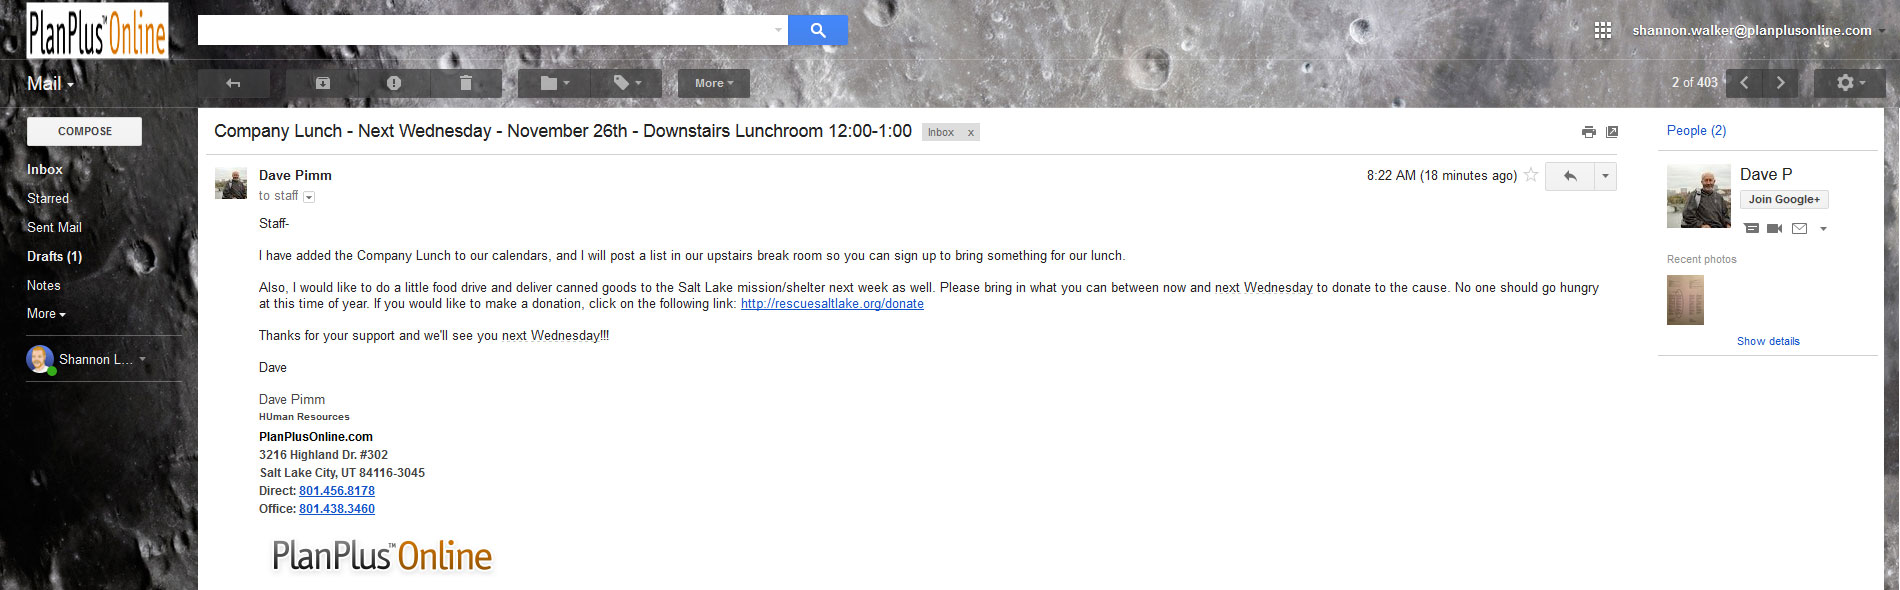 PlanPlus™ Online
shannon.walker@planplusonline.com
Mail
More
2 of 403
COMPOSE
Inbox
Starred
Sent Mail
Drafts (1)
Notes
More
Shannon L...
Company Lunch - Next Wednesday - November 26th - Downstairs Lunchroom 12:00-1:00 Inbox x
Dave Pimm
8:22 AM (18 minutes ago)
to staff
Staff-
I have added the Company Lunch to our calendars, and I will post a list in our upstairs break room so you can sign up to bring something for our lunch.
Also, I would like to do a little food drive and deliver canned goods to the Salt Lake mission/shelter next week as well. Please bring in what you can between now and next Wednesday to donate to the cause. No one should go hungry
at this time of year. If you would like to make a donation, click on the following link: http://rescuesaltlake.org/donate
Thanks for your support and we'll see you next Wednesday!!!
Dave
Dave Pimm
HUman Resources
PlanPlusOnline.com
3216 Highland Dr. #302
Salt Lake City, UT 84116-3045
Direct: 801.456.8178
Office: 801.438.3460
PlanPlus™ Online
People (2)
Dave P
Join Google+
Recent photos
Show details